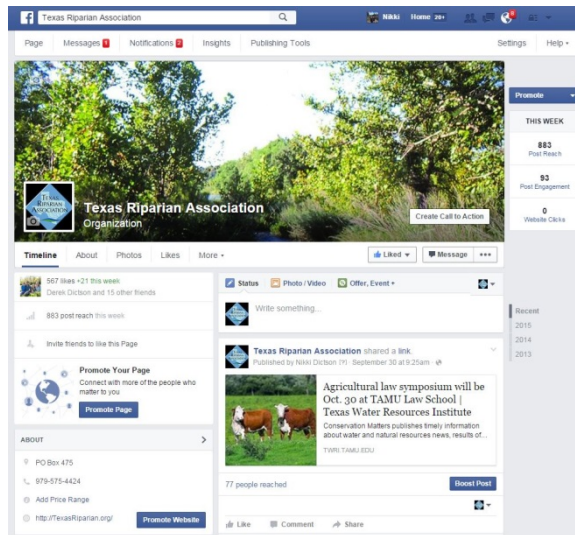 Texas Riparian Association
Nikki Home 20+
Page Messages Notifications Insights Publishing Tools Settings Help
TEXAS
RIPARIAN
ASSOCIATION
Texas Riparian Association
Organization
Create Call to Action
Timeline About Photos Likes More
Liked Message •••
Promote
THIS WEEK
883
Post Reach
93
Post Engagement
0
Website Clicks
Recent
2015
2014
2013
567 likes +21 this week
Derek Dictson and 15 other friends
883 post reach this week
Invite friends to like this Page
Promote Your Page
Connect with more of the people who
matter to you
Promote Page
ABOUT
PO Box 475
979-575-4424
Add Price Range
http://TexasRiparian.org/ Promote Website
Status Photo / Video Offer, Event +
Write something...
Texas Riparian Association shared a link.
Published by Nikki Dictson [?] · September 30 at 9:25am ·
Agricultural law symposium will be
Oct. 30 at TAMU Law School |
Texas Water Resources Institute
Conservation Matters publishes timely information
about water and natural resources news, results of...
TWRI.TAMU.EDU
77 people reached Boost Post
Like Comment Share